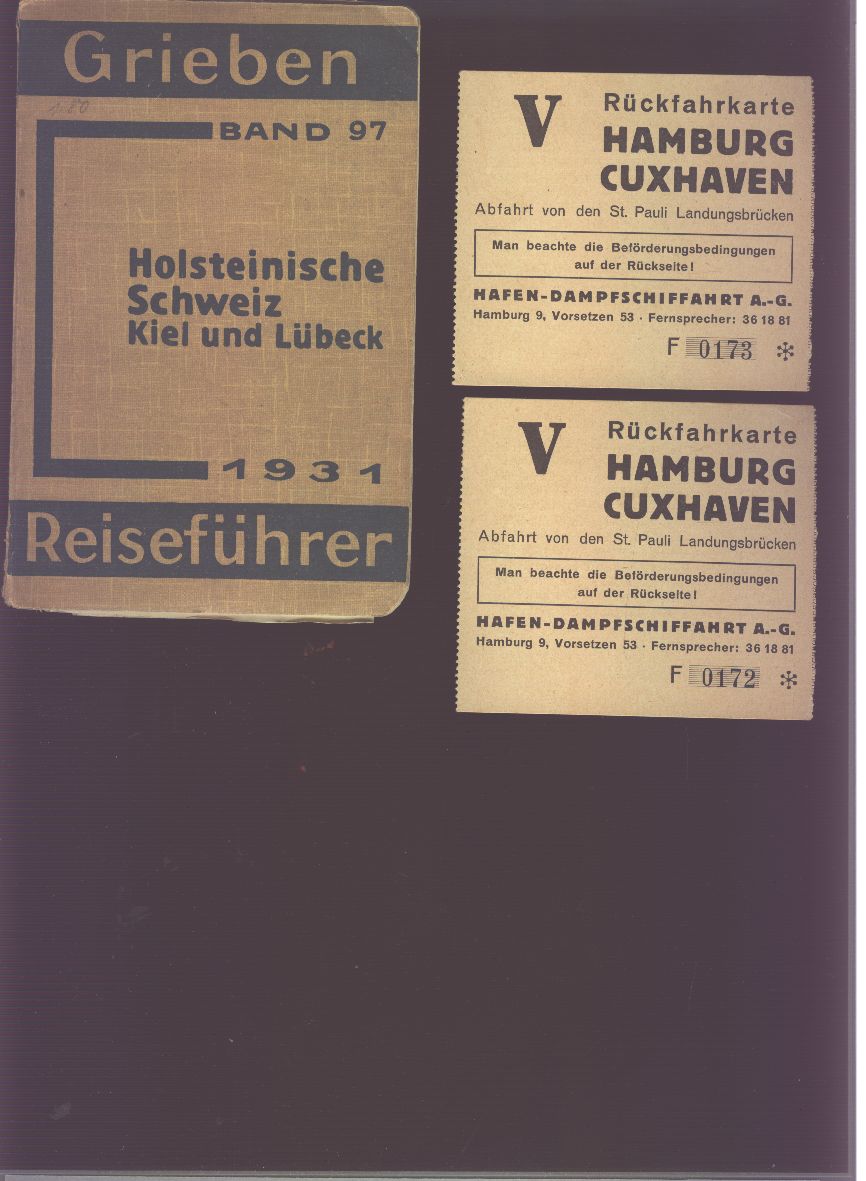 Grieben
1.80
BAND 97
Holsteinische
Schweiz
Kiel und Lübeck
1931
Reiseführer
V
Rückfahrkarte
HAMBURG
CUXHAVEN
Abfahrt von den St. Pauli Landungsbrücken
Man beachte die Beförderungsbedingungen
auf der Rückseite!
HAFEN-DAMPFSCHIFFAHRT A.-G.
Hamburg 9, Vorsetzen 53 · Fernsprecher: 36 18 81
F 0173 *
V
Rückfahrkarte
HAMBURG
CUXHAVEN
Abfahrt von den St. Pauli Landungsbrücken
Man beachte die Beförderungsbedingungen
auf der Rückseite!
HAFEN-DAMPFSCHIFFAHRT A.-G.
Hamburg 9, Vorsetzen 53 · Fernsprecher: 36 18 81
F 0172 *